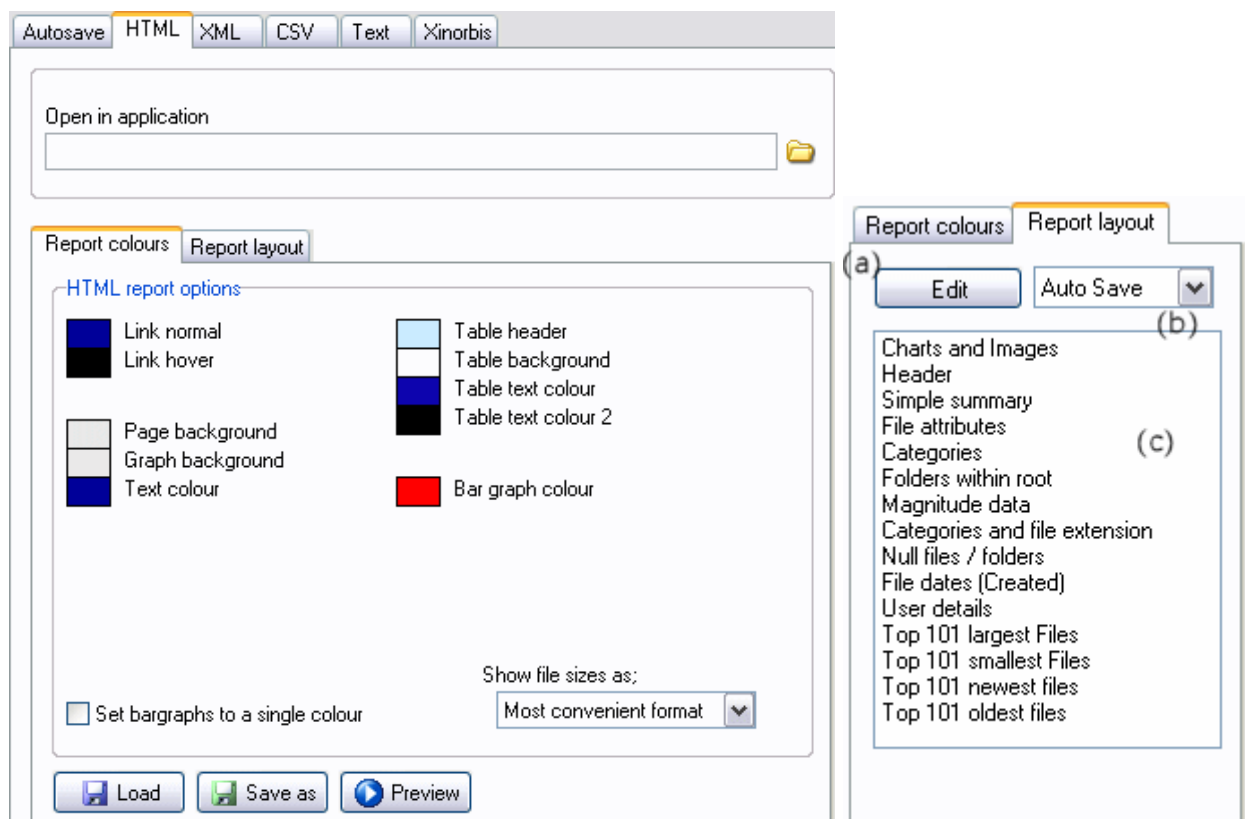 Autosave HTML XML CSV Text Xinorbis
Open in application
Report colours Report layout
HTML report options
Link normal
Link hover
Page background
Graph background
Text colour
Table header
Table background
Table text colour
Table text colour 2
Bar graph colour
Show file sizes as;
Set bargraphs to a single colour
Most convenient format
Load Save as Preview
Report colours Report layout
(a)
Edit Auto Save
(b)
Charts and Images
Header
Simple summary
File attributes
Categories
(c)
Folders within root
Magnitude data
Categories and file extension
Null files / folders
File dates (Created)
User details
Top 101 largest Files
Top 101 smallest Files
Top 101 newest files
Top 101 oldest files